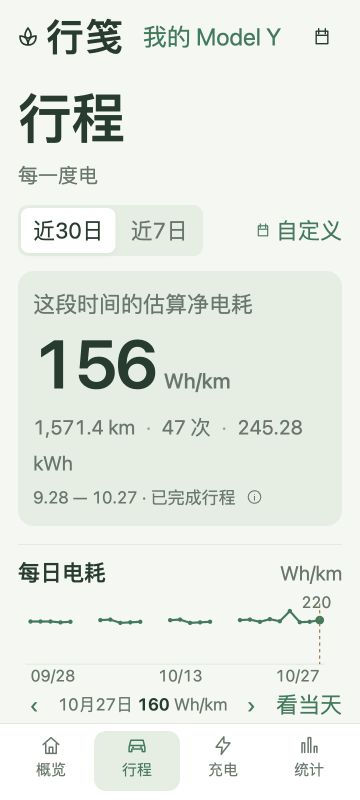 行笺 我的 Model Y
行程
每一度电
近30日 近7日 自定义
这段时间的估算净电耗
156 Wh/km
1,571.4 km · 47 次 · 245.28
kWh
9.28 — 10.27 · 已完成行程
每日电耗 Wh/km
220
09/28 10/13 10/27
‹ 10月27日 160 Wh/km › 看当天
概览 行程 充电 统计